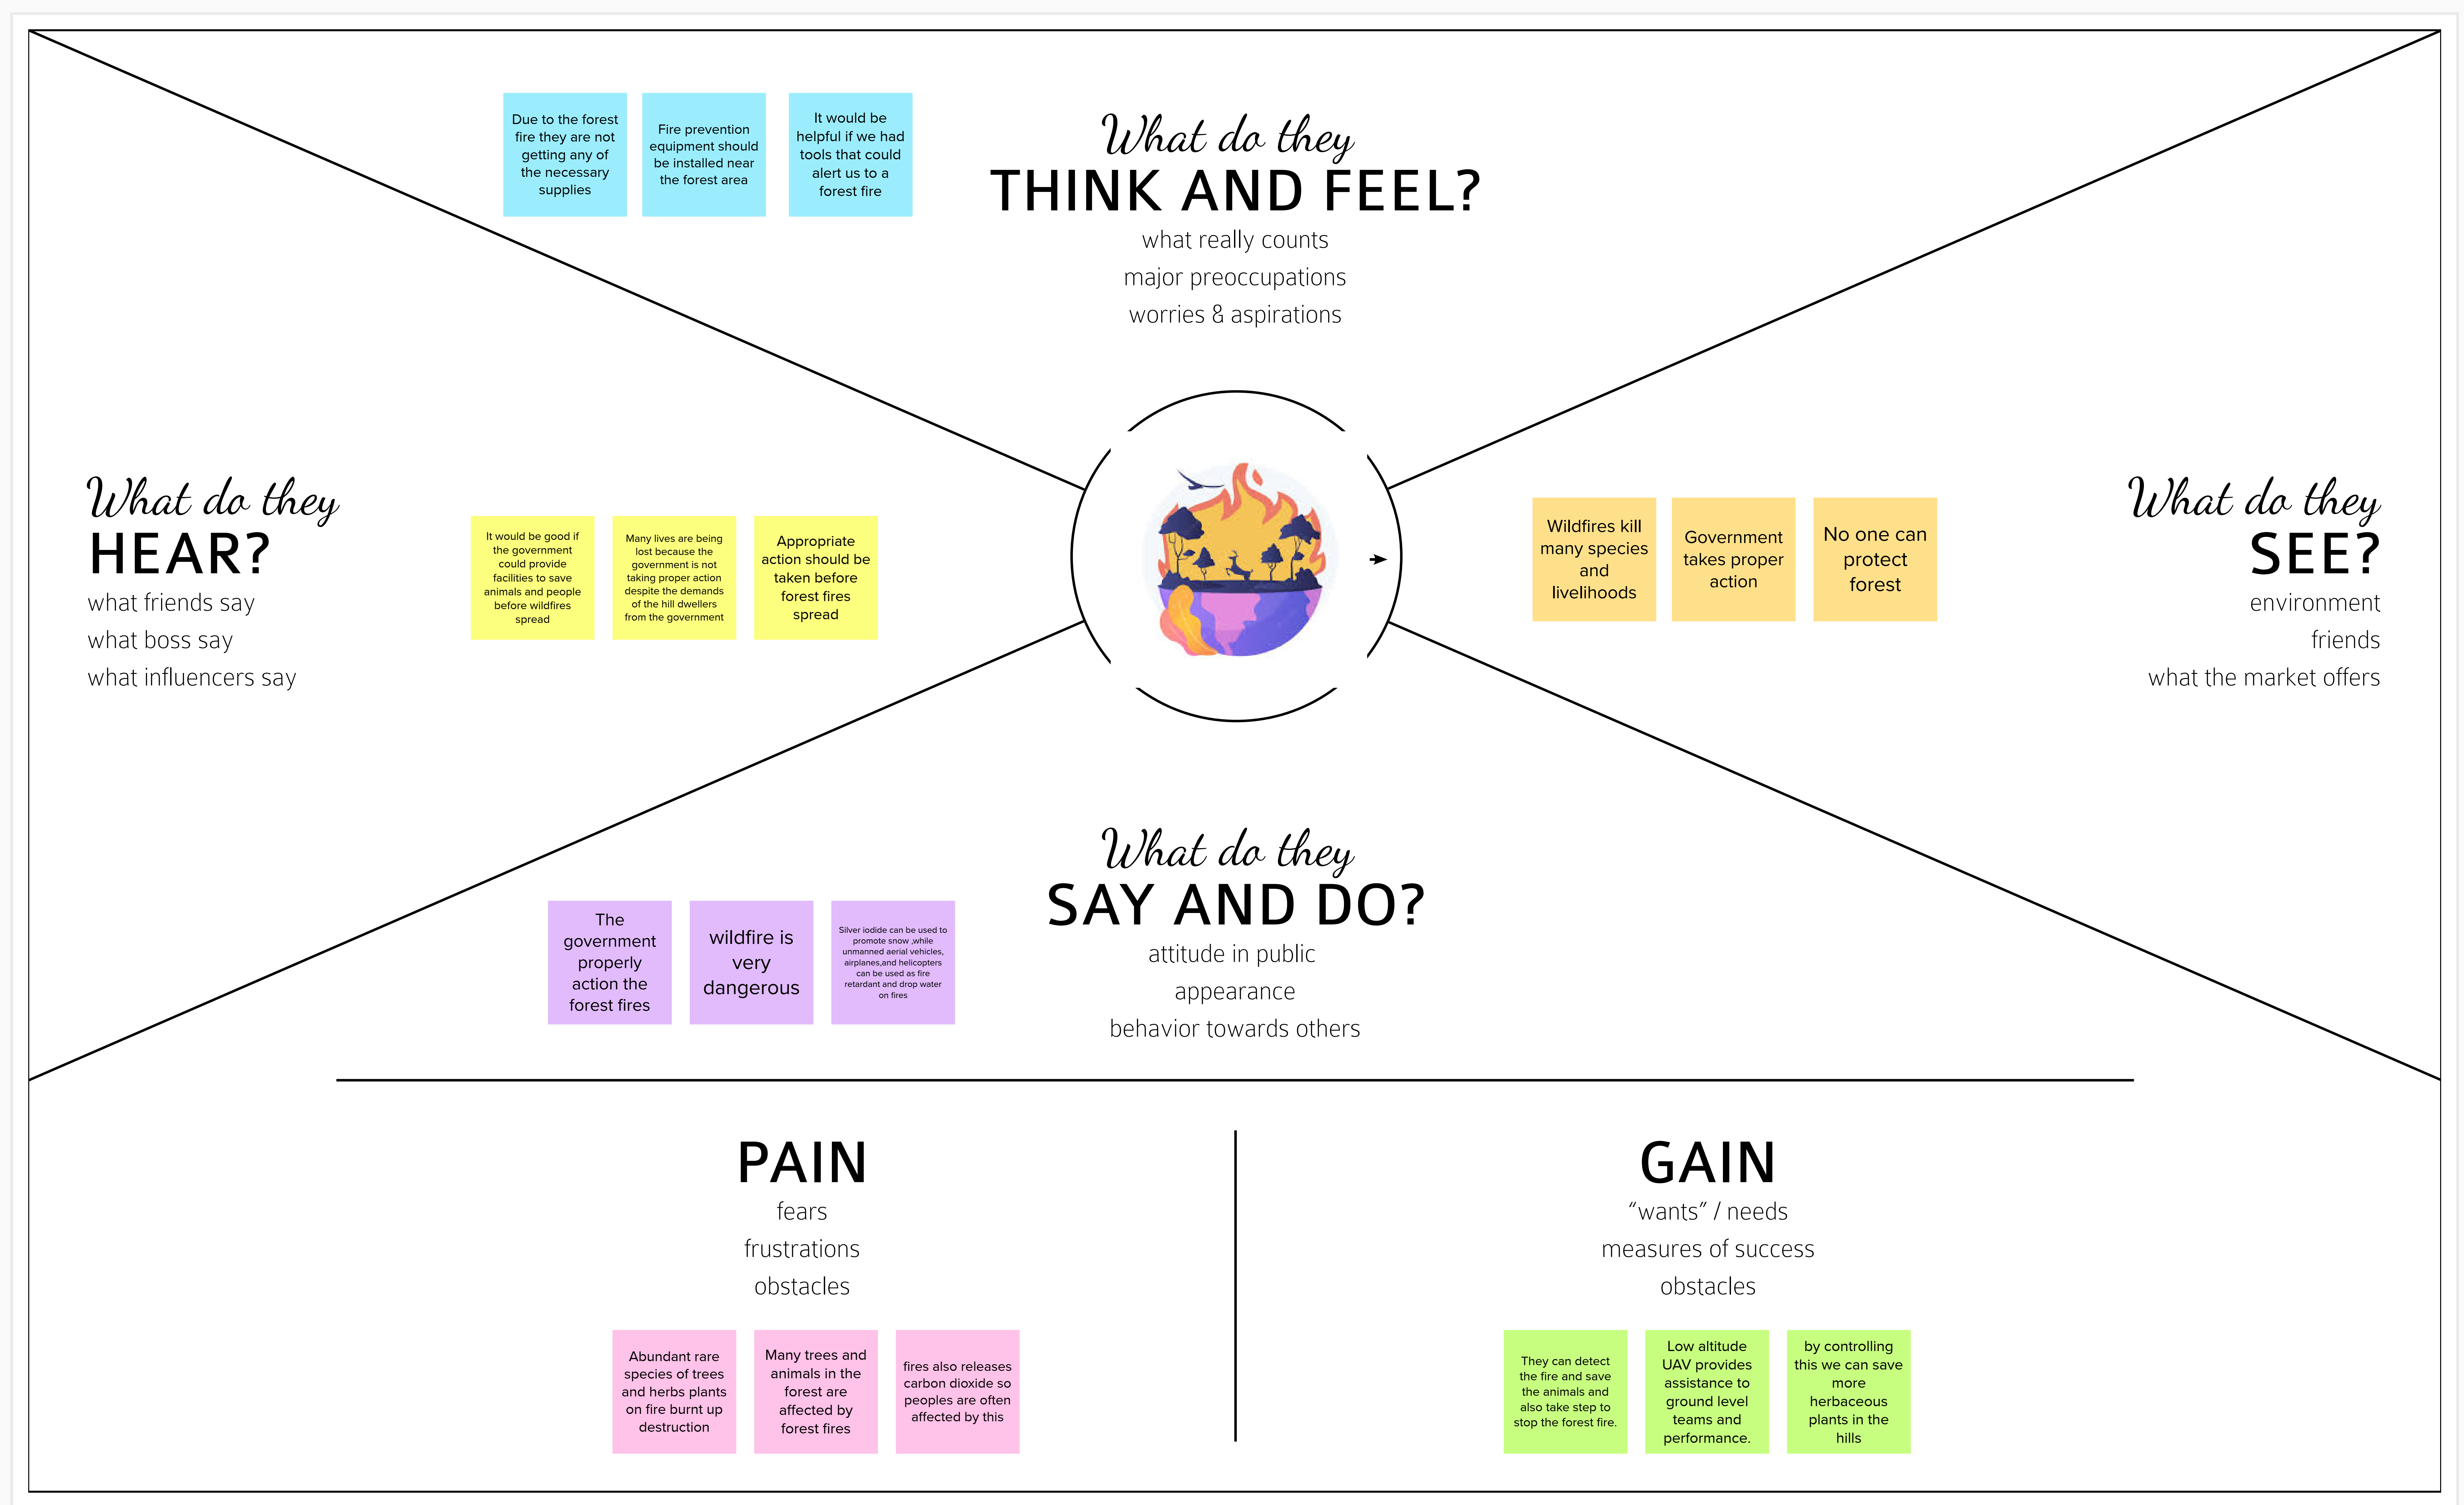 What do they
THINK AND FEEL?
what really counts
major preoccupations
worries & aspirations
Due to the forest
fire they are not
getting any of
the necessary
supplies
Fire prevention
equipment should
be installed near
the forest area
It would be
helpful if we had
tools that could
alert us to a
forest fire
What do they
HEAR?
what friends say
what boss say
what influencers say
It would be good if
the government
could provide
facilities to save
animals and people
before wildfires
spread
Many lives are being
lost because the
government is not
taking proper action
despite the demands
of the hill dwellers
from the government
Appropriate
action should be
taken before
forest fires
spread
Wildfires kill
many species
and
livelihoods
Government
takes proper
action
No one can
protect
forest
What do they
SEE?
environment
friends
what the market offers
What do they
SAY AND DO?
attitude in public
appearance
behavior towards others
The
government
properly
action the
forest fires
wildfire is
very
dangerous
Silver iodide can be used to
promote snow ,while
unmanned aerial vehicles,
airplanes,and helicopters
can be used as fire
retardant and drop water
on fires
PAIN
fears
frustrations
obstacles
Abundant rare
species of trees
and herbs plants
on fire burnt up
destruction
Many trees and
animals in the
forest are
affected by
forest fires
fires also releases
carbon dioxide so
peoples are often
affected by this
GAIN
“wants” / needs
measures of success
obstacles
They can detect
the fire and save
the animals and
also take step to
stop the forest fire.
Low altitude
UAV provides
assistance to
ground level
teams and
performance.
by controlling
this we can save
more
herbaceous
plants in the
hills